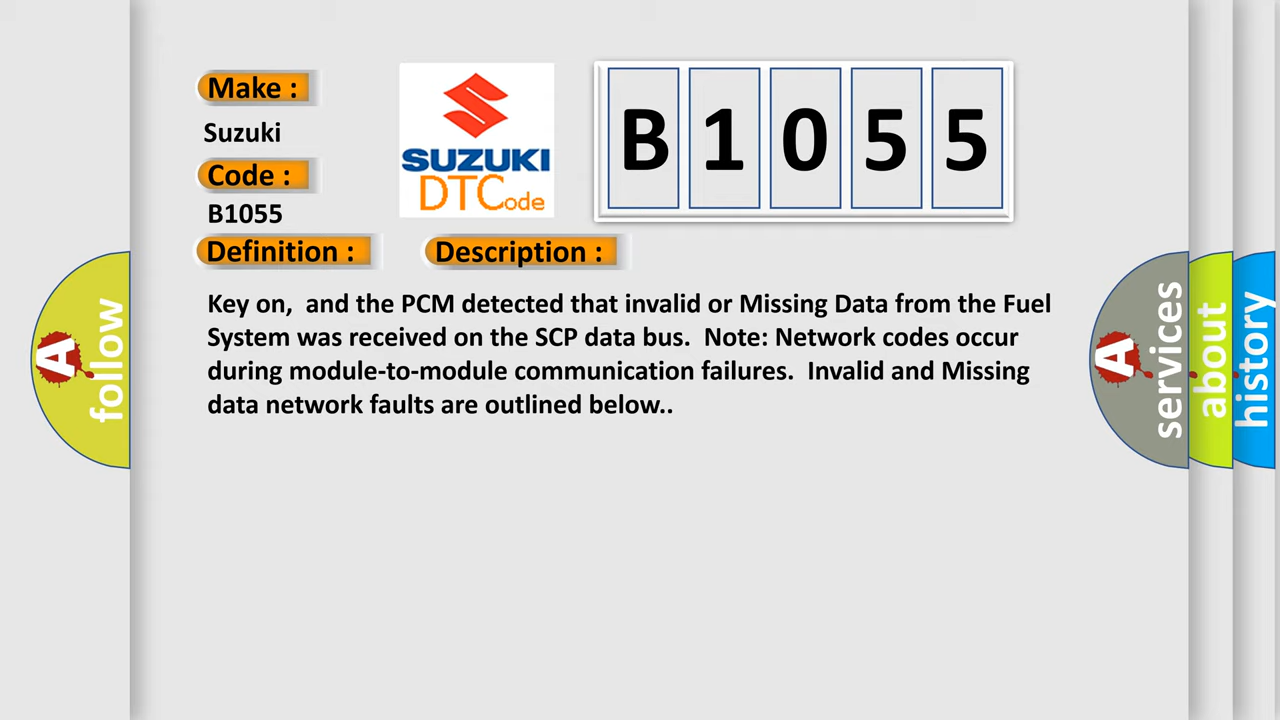 Make :
Suzuki
Code :
B1055
SUZUKI
DTCode
B 1 0 5 5
Definition :
Description :
Key on,  and the PCM detected that invalid or Missing Data from the Fuel
System was received on the SCP data bus  Note: Network codes occur
during module-to-module communication failures  Invalid and Missing
data network faults are outlined below..
A follow
A services
about
history